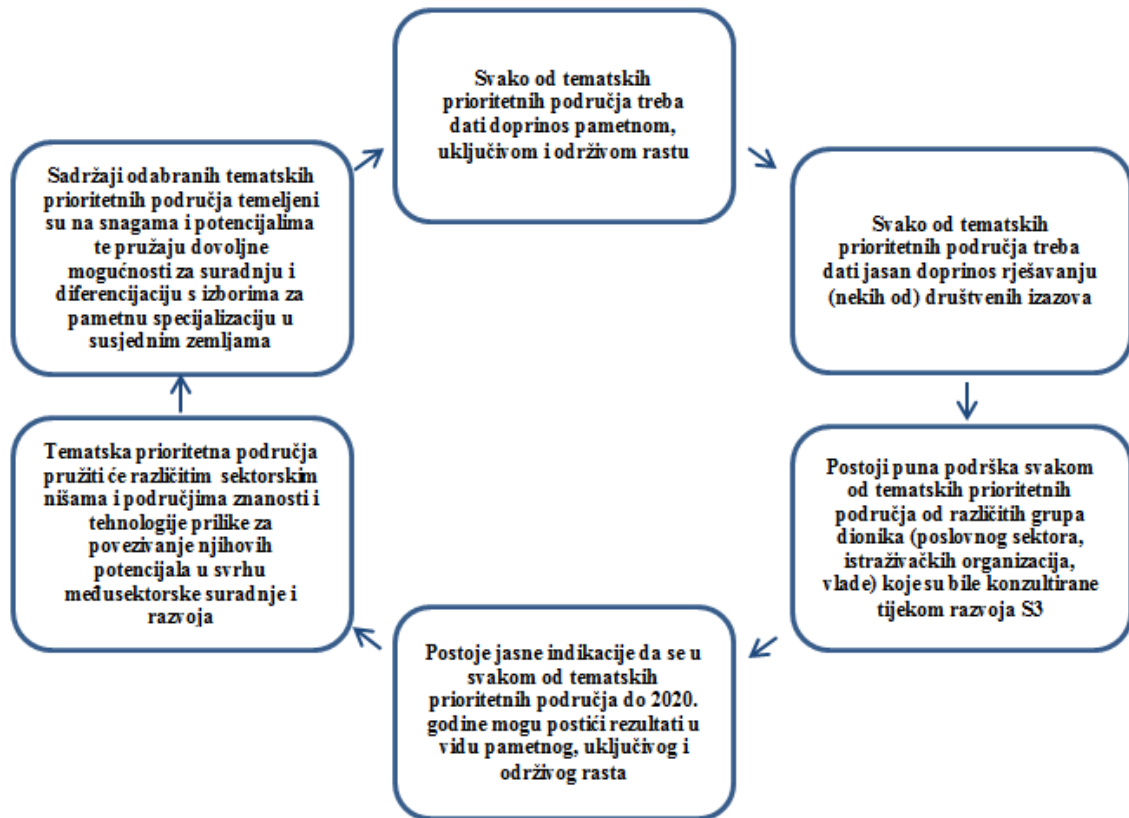 Svako od tematskih
prioritetnih područja treba
dati doprinos pametnom,
uključivom i održivom rastu
Svako od tematskih
prioritetnih područja treba
dati jasan doprinos rješavanju
(nekih od) društvenih izazova
Postoji puna podrška svakom
od tematskih prioritetnih
područja od različitih grupa
dionika (poslovnog sektora,
istraživačkih organizacija,
vlade) koje su bile konzultirane
tijekom razvoja S3
Postoje jasne indikacije da se u
svakom od tematskih
prioritetnih područja do 2020.
godine mogu postići rezultati u
vidu pametnog, uključivog i
održivog rasta
Tematska prioritetna područja
pružiti će različitim sektorskim
nišama i područjima znanosti i
tehnologije prilike za
povezivanje njihovih
potencijala u svrhu
međusektorske suradnje i
razvoja
Sadržaji odabranih tematskih
prioritetnih područja temeljeni
su na snagama i potencijalima
te pružaju dovoljne
mogućnosti za suradnju i
diferencijaciju s izborima za
pametnu specijalizaciju u
susjednim zemljama